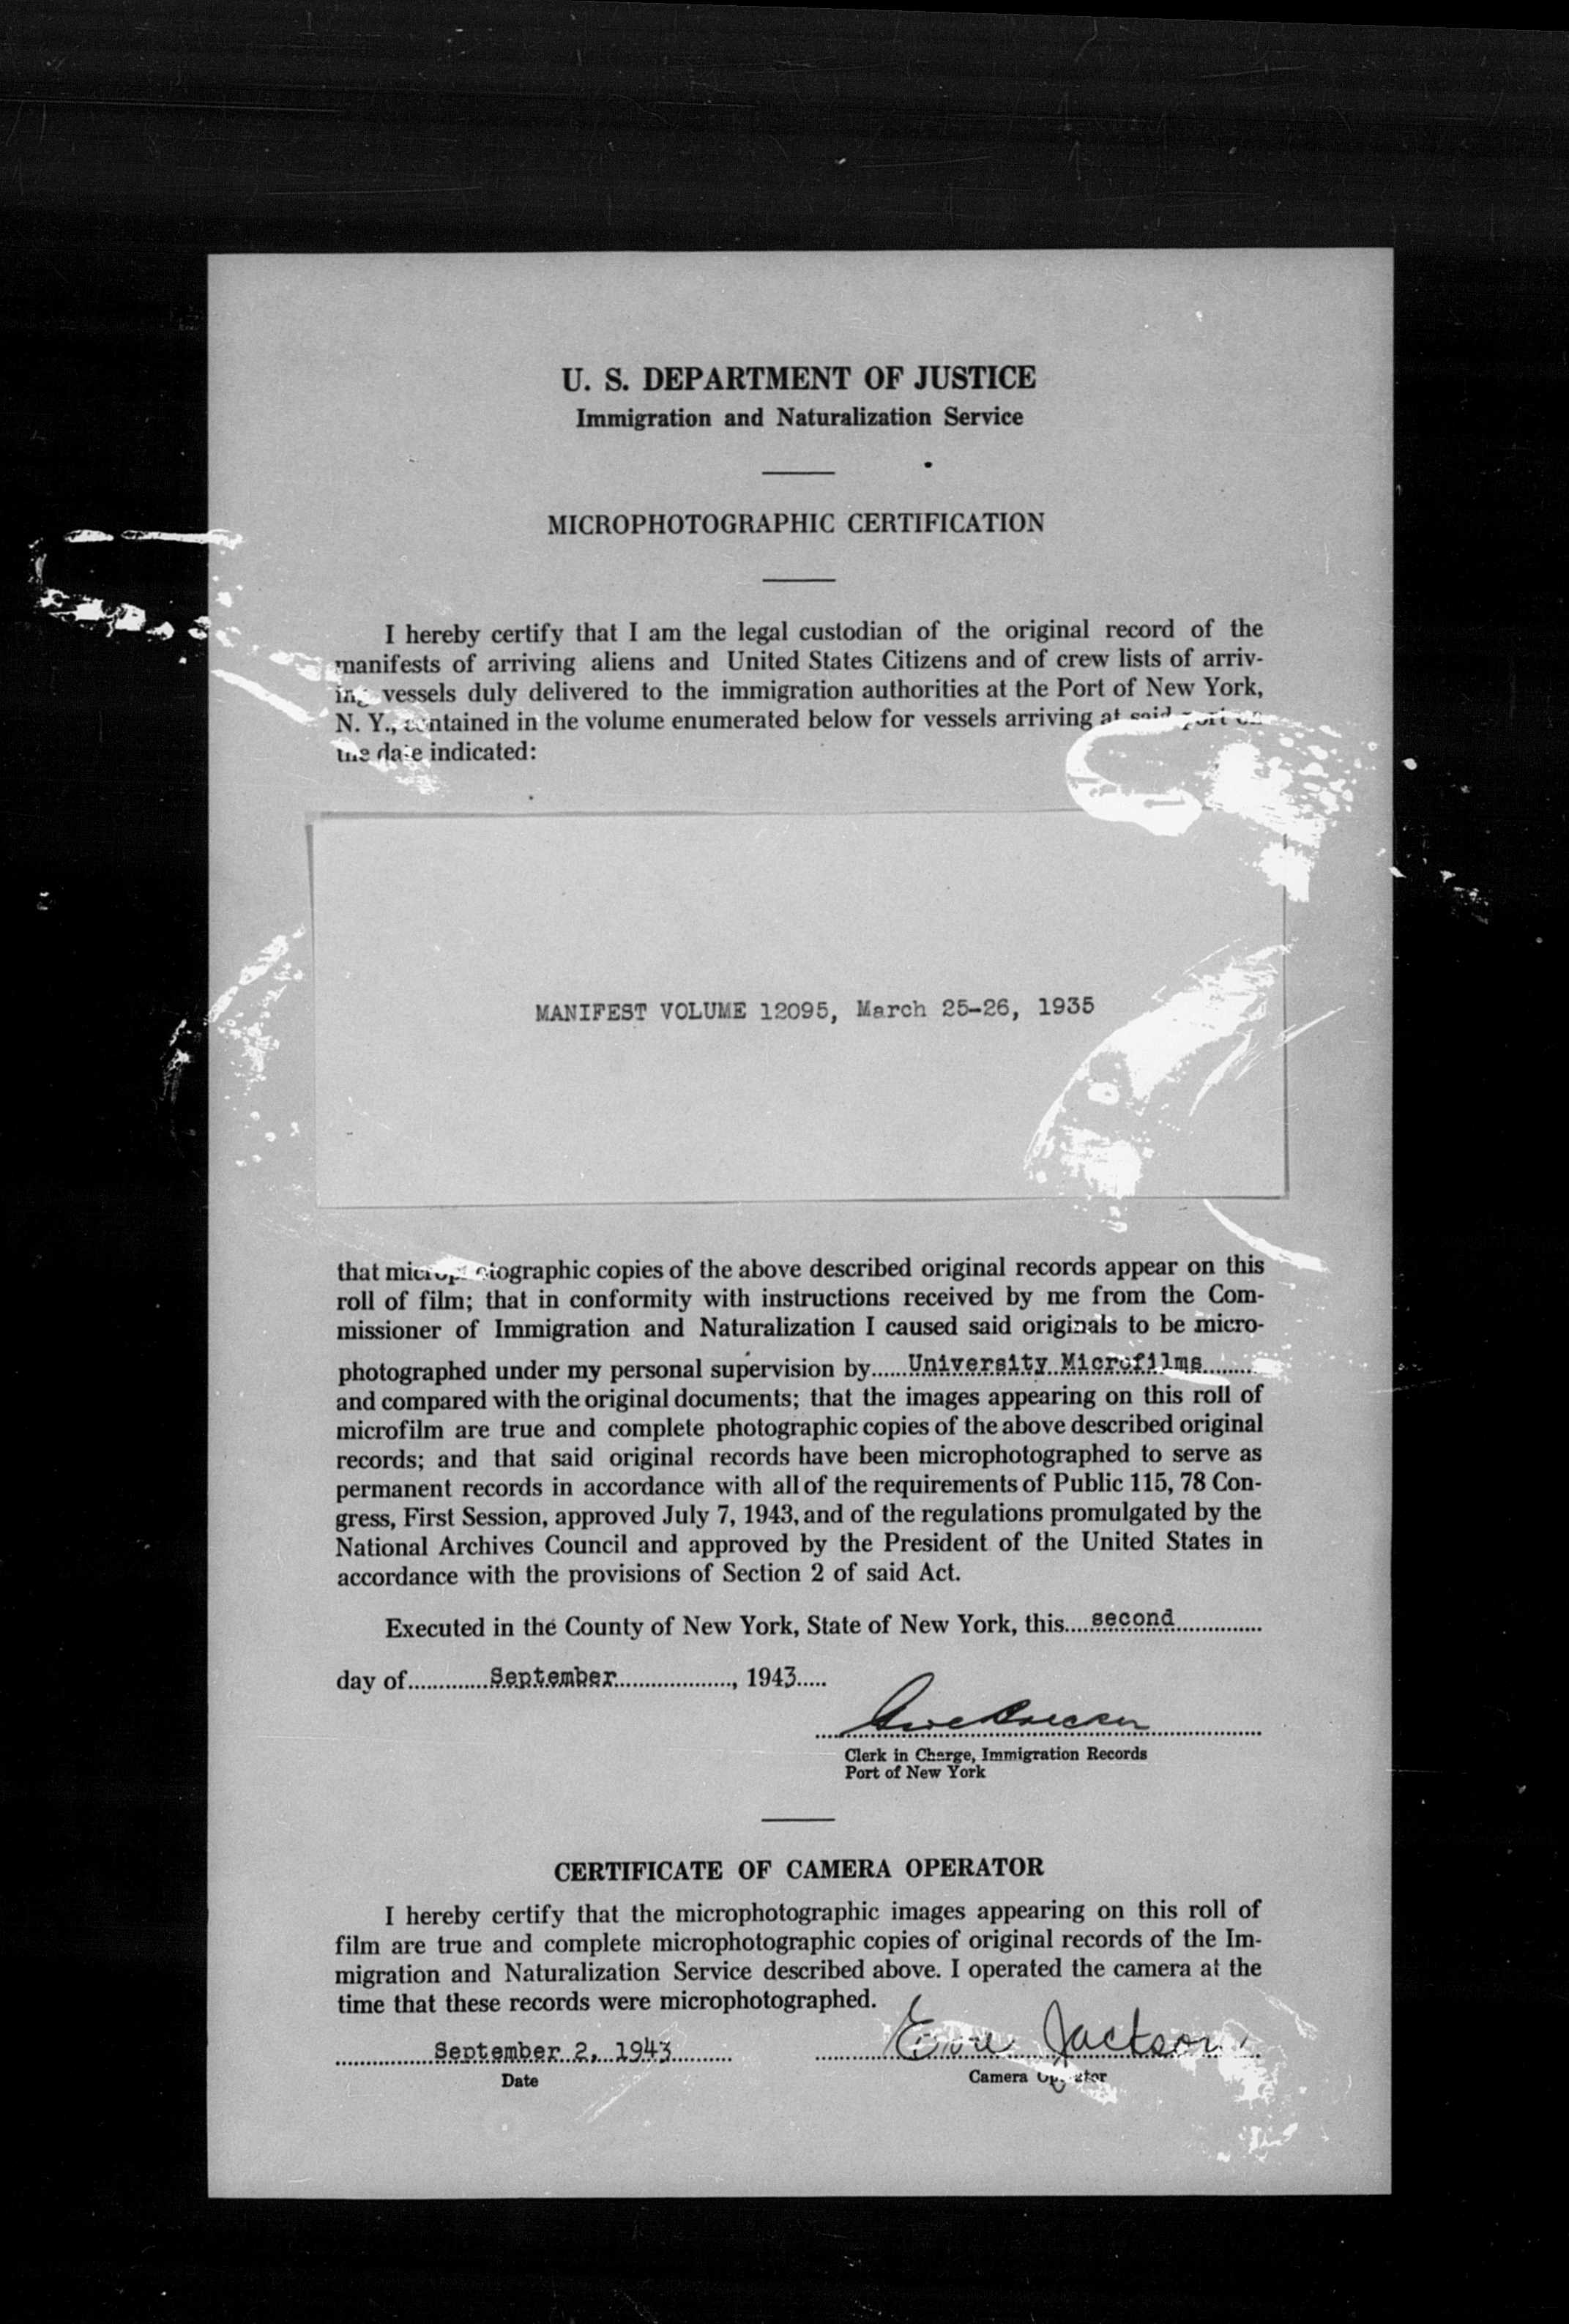 U. S. DEPARTMENT OF JUSTICE
Immigration and Naturalization Service
MICROPHOTOGRAPHIC CERTIFICATION
I hereby certify that I am the legal custodian of the original record of the
manifests of arriving aliens and United States Citizens and of crew lists of arriv-
ing vessels duly delivered to the immigration authorities at the Port of New York,
N. Y., contained in the volume enumerated below for vessels arriving at said port on
the date indicated:
MANIFEST VOLUME 12095, March 25-26, 1935
that microphotographic copies of the above described original records appear on this
roll of film; that in conformity with instructions received by me from the Com-
missioner of Immigration and Naturalization I caused said originals to be micro-
photographed under my personal supervision by......University Microfilms........
and compared with the original documents; that the images appearing on this roll of
microfilm are true and complete photographic copies of the above described original
records; and that said original records have been microphotographed to serve as
permanent records in accordance with all of the requirements of Public 115, 78 Con-
gress, First Session, approved July 7, 1943, and of the regulations promulgated by the
National Archives Council and approved by the President of the United States in
accordance with the provisions of Section 2 of said Act.
Executed in the County of New York, State of New York, this.....second..............
day of.............September...................., 1943.....
Clerk in Charge, Immigration Records
Port of New York
CERTIFICATE OF CAMERA OPERATOR
I hereby certify that the microphotographic images appearing on this roll of
film are true and complete microphotographic copies of original records of the Im-
migration and Naturalization Service described above. I operated the camera at the
time that these records were microphotographed.
September 2, 1943 Jackson
Date Camera Operator